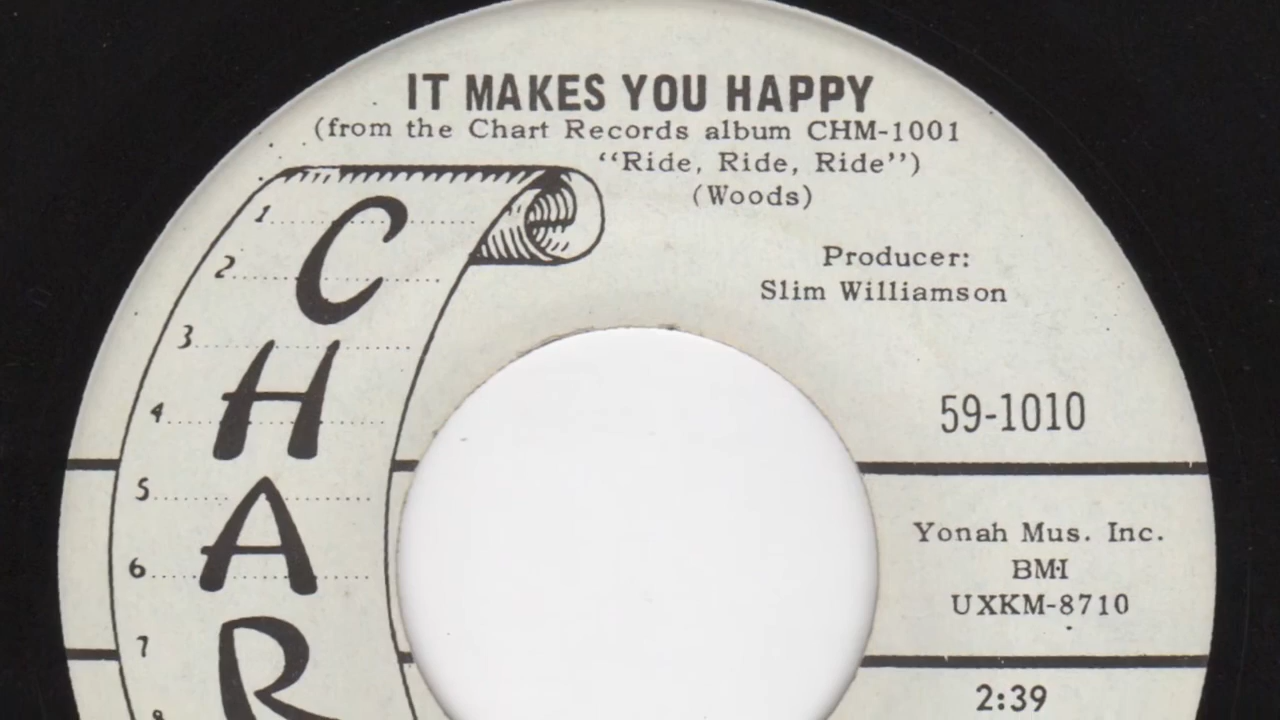 IT MAKES YOU HAPPY
(from the Chart Records album CHM-1001
“Ride, Ride, Ride”)
(Woods)
Producer:
Slim Williamson
59-1010
Yonah Mus. Inc.
BMI
UXKM-8710
2:39
1
2
3
4
5
6
7
8
C
H
A
R